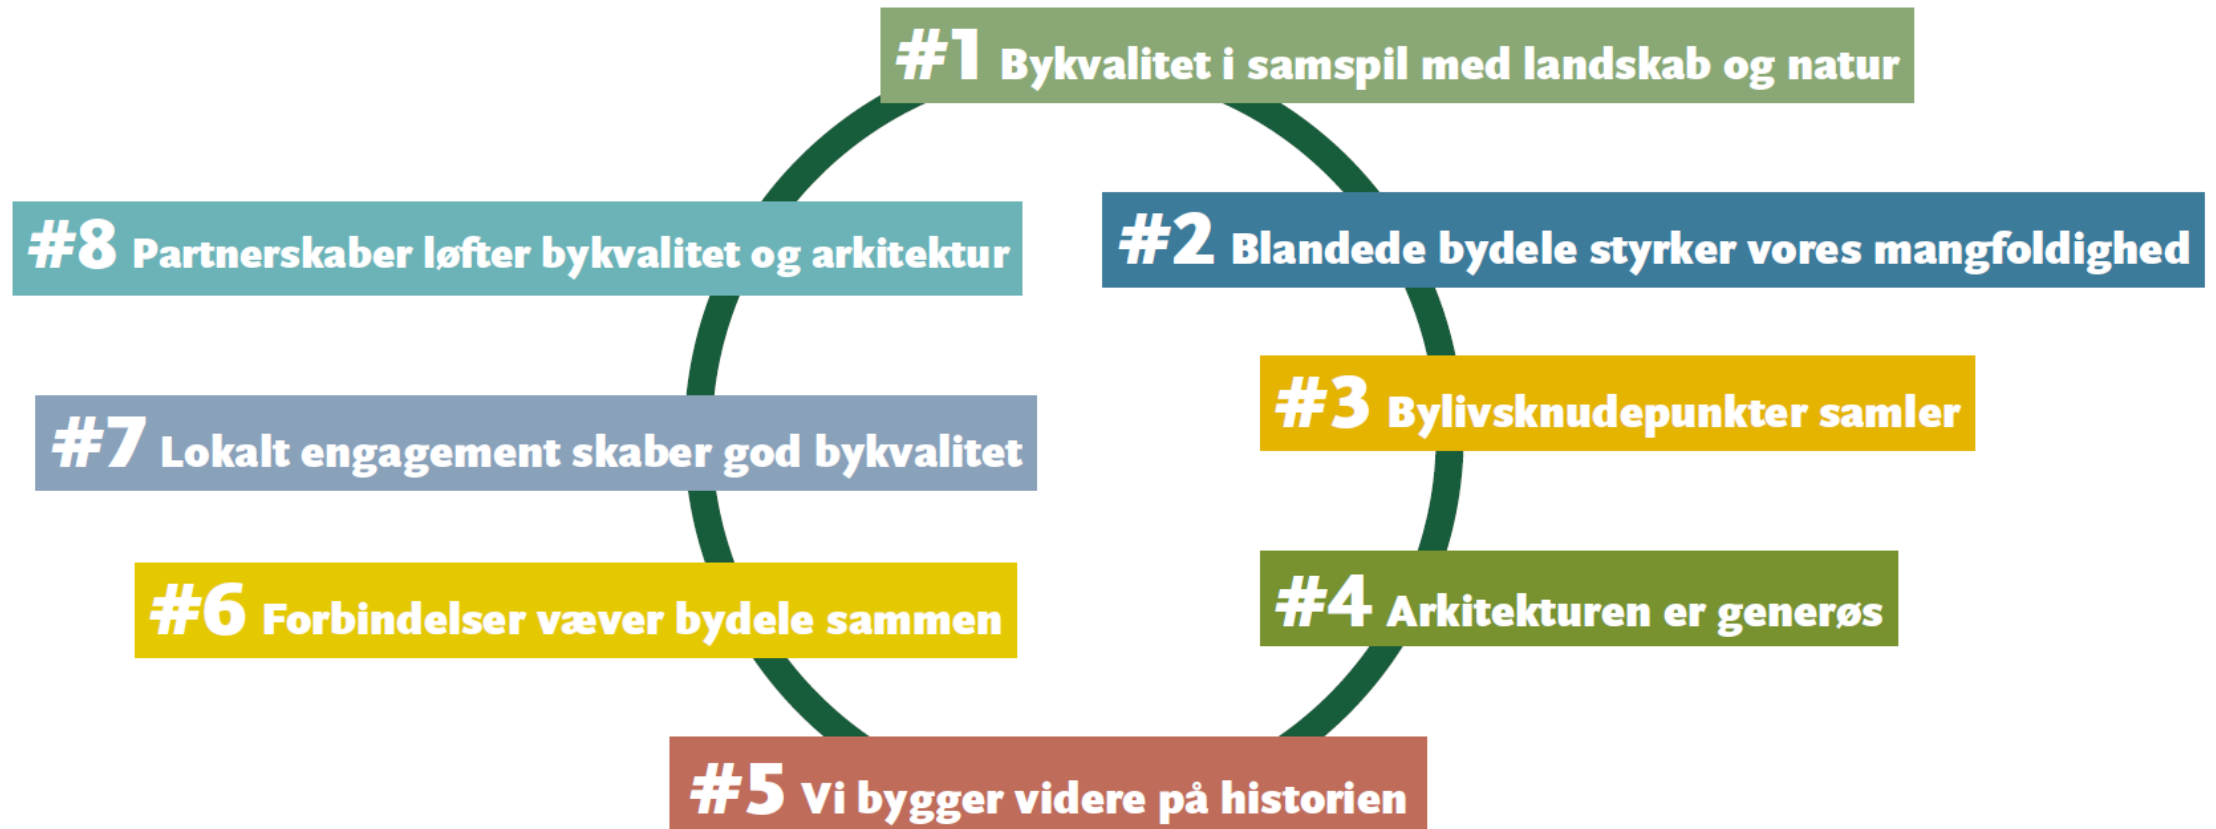 #1 Bykvalitet i samspil med landskab og natur
#2 Blandede bydele styrker vores mangfoldighed
#3 Bylivsknudepunkter samler
#4 Arkitekturen er generøs
#5 Vi bygger videre på historien
#6 Forbindelser væver bydele sammen
#7 Lokalt engagement skaber god bykvalitet
#8 Partnerskaber løfter bykvalitet og arkitektur